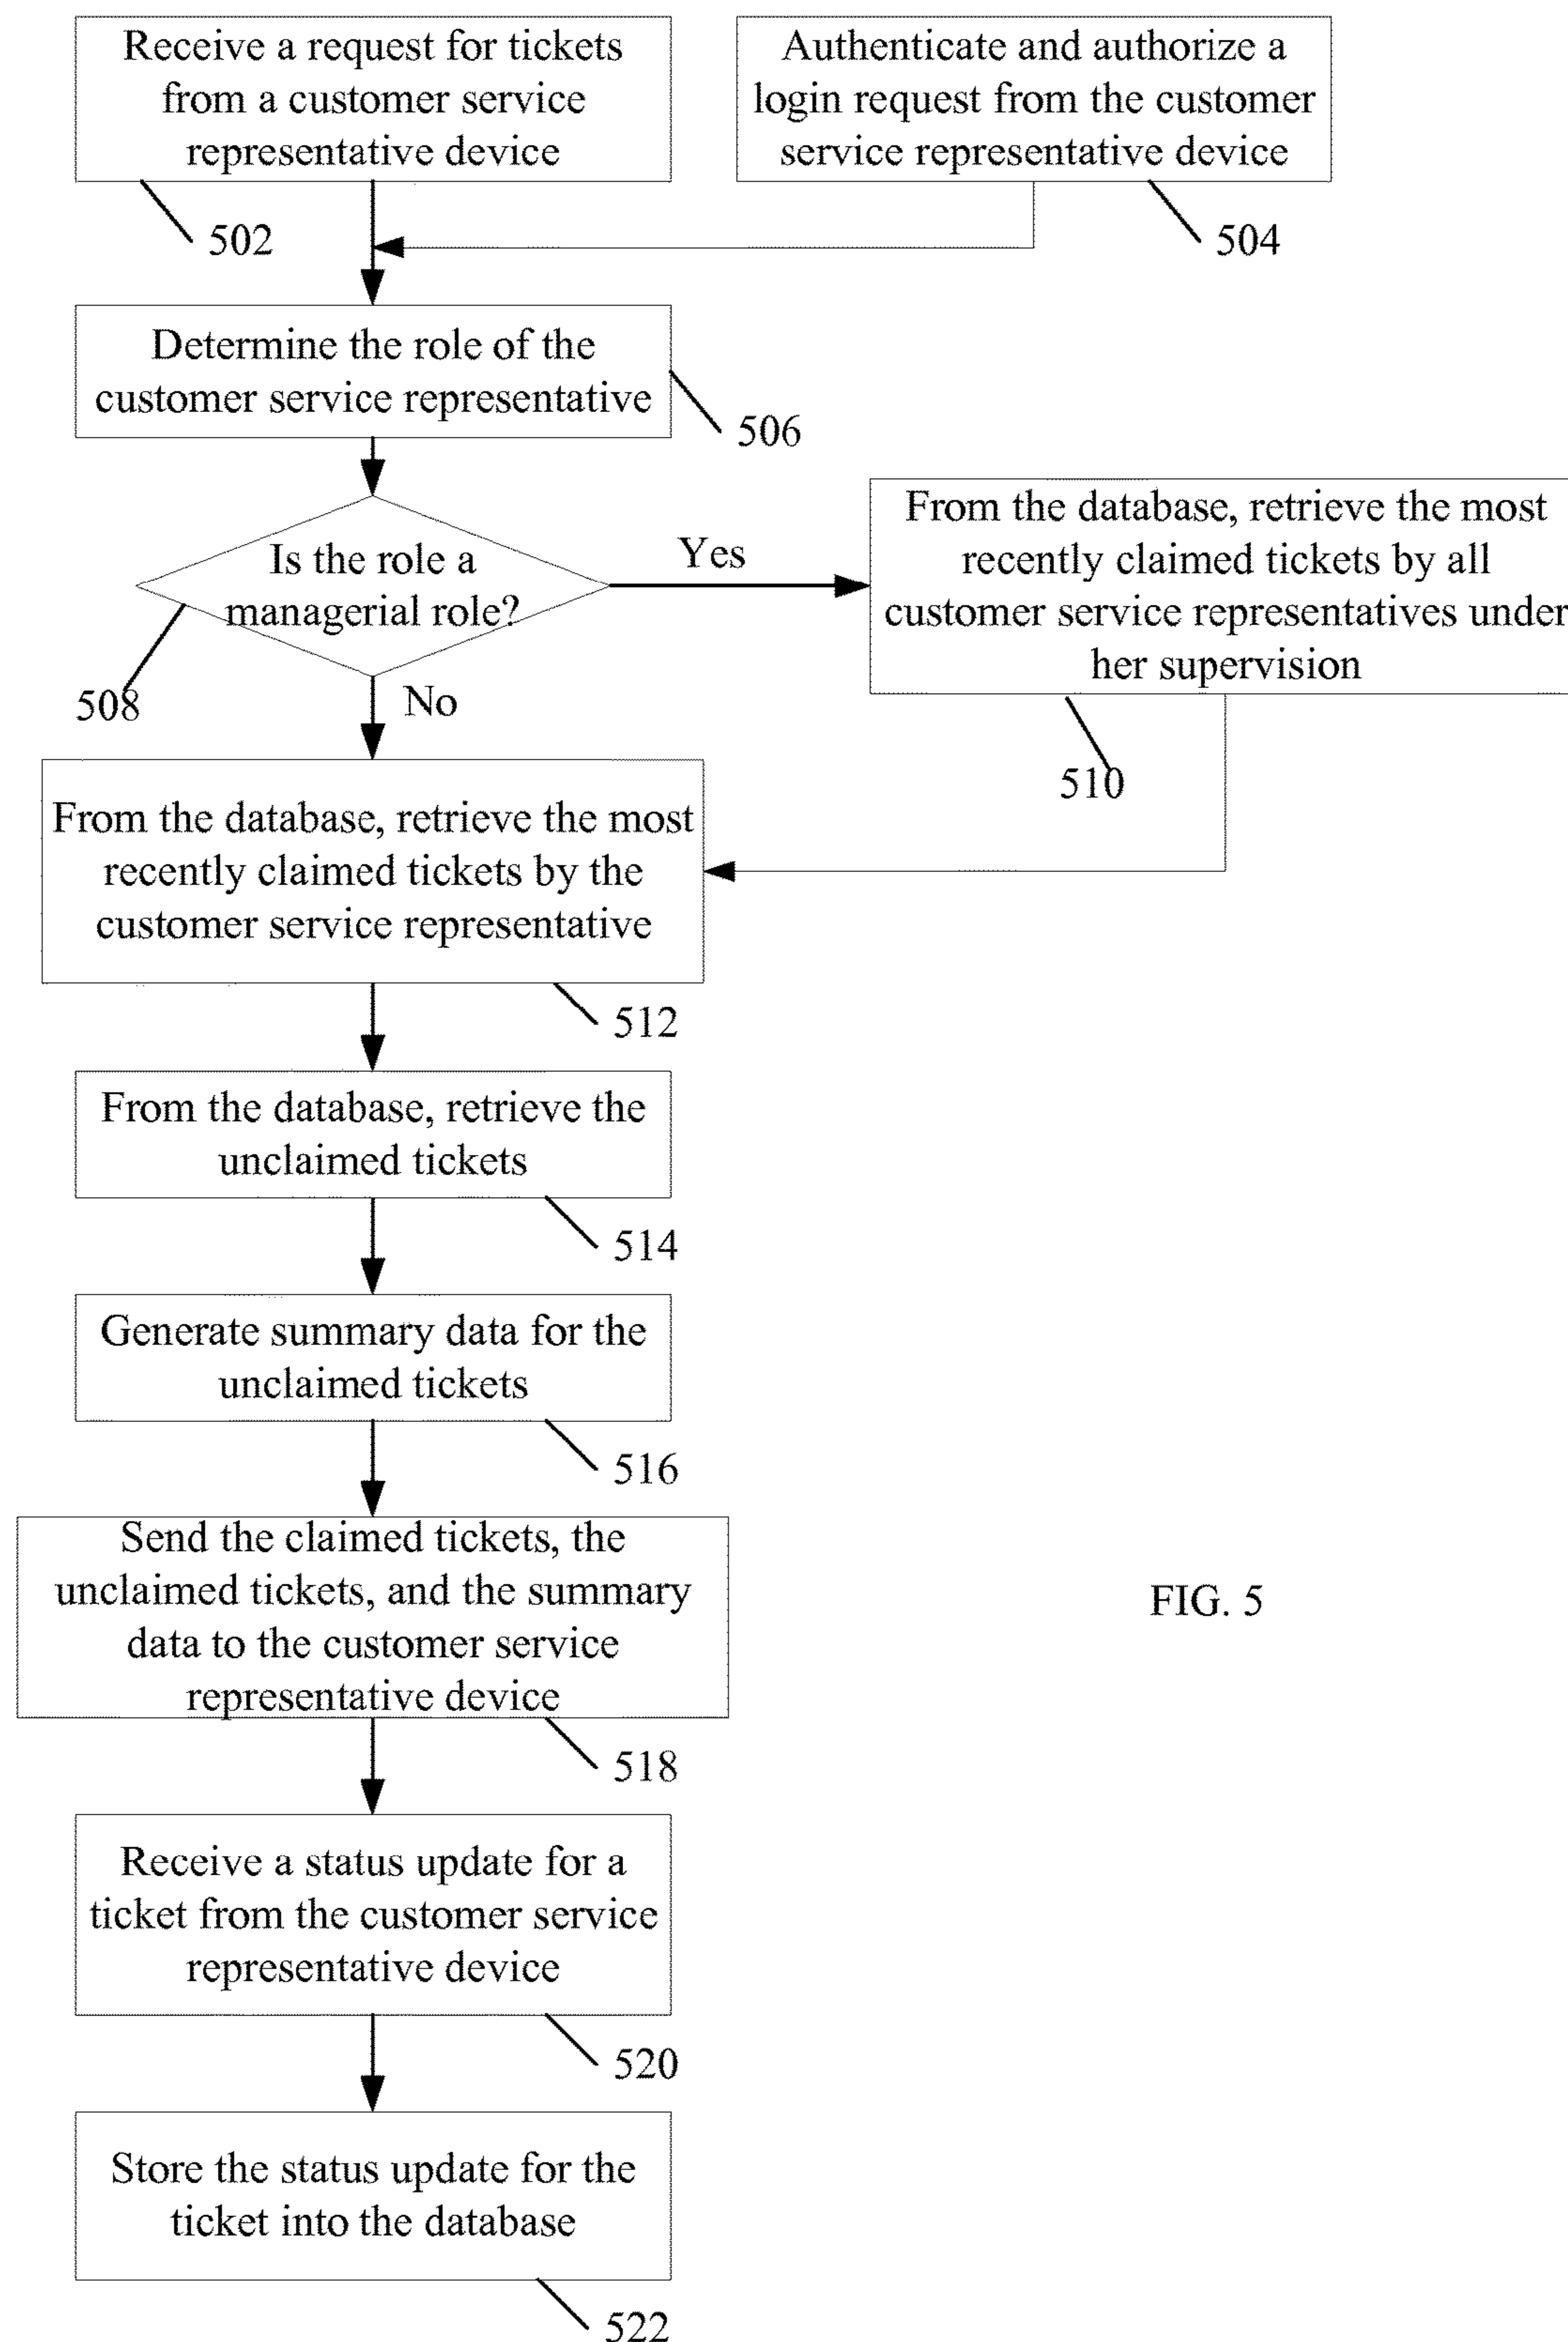 Receive a request for tickets
from a customer service
representative device
502
Authenticate and authorize a
login request from the customer
service representative device
504
Determine the role of the
customer service representative
506
Is the role a
managerial role?
508
Yes
No
From the database, retrieve the most
recently claimed tickets by all
customer service representatives under
her supervision
510
From the database, retrieve the most
recently claimed tickets by the
customer service representative
512
From the database, retrieve the
unclaimed tickets
514
Generate summary data for the
unclaimed tickets
516
Send the claimed tickets, the
unclaimed tickets, and the summary
data to the customer service
representative device
518
FIG. 5
Receive a status update for a
ticket from the customer service
representative device
520
Store the status update for the
ticket into the database
522